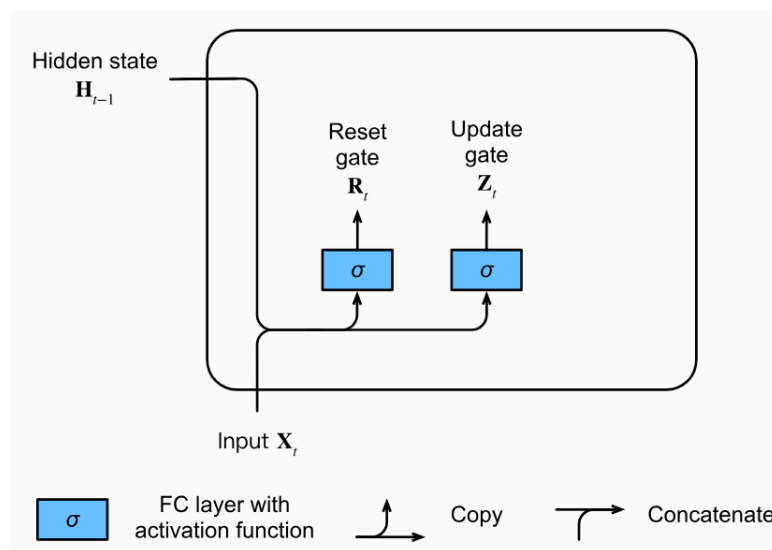 Hidden state
H_{t−1}
Reset
gate
R_t
Update
gate
Z_t
σ
σ
Input X_t
σ
FC layer with
activation function
Copy
Concatenate